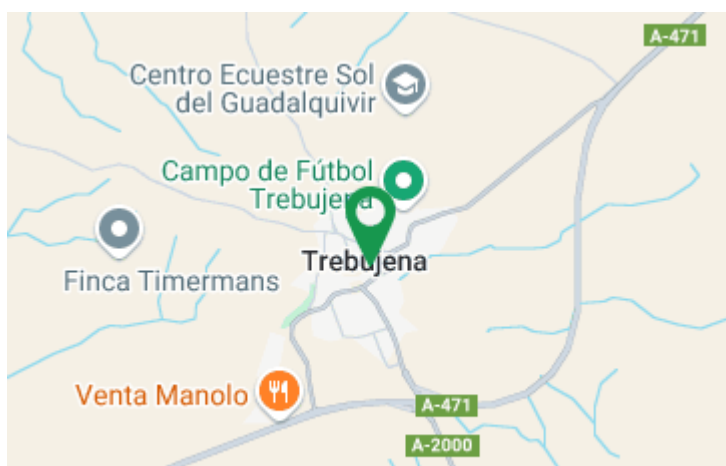 A-471
Centro Ecuestre Sol
del Guadalquivir
Campo de Fútbol
Trebujena
Trebujena
Finca Timermans
Venta Manolo
A-471
A-2000